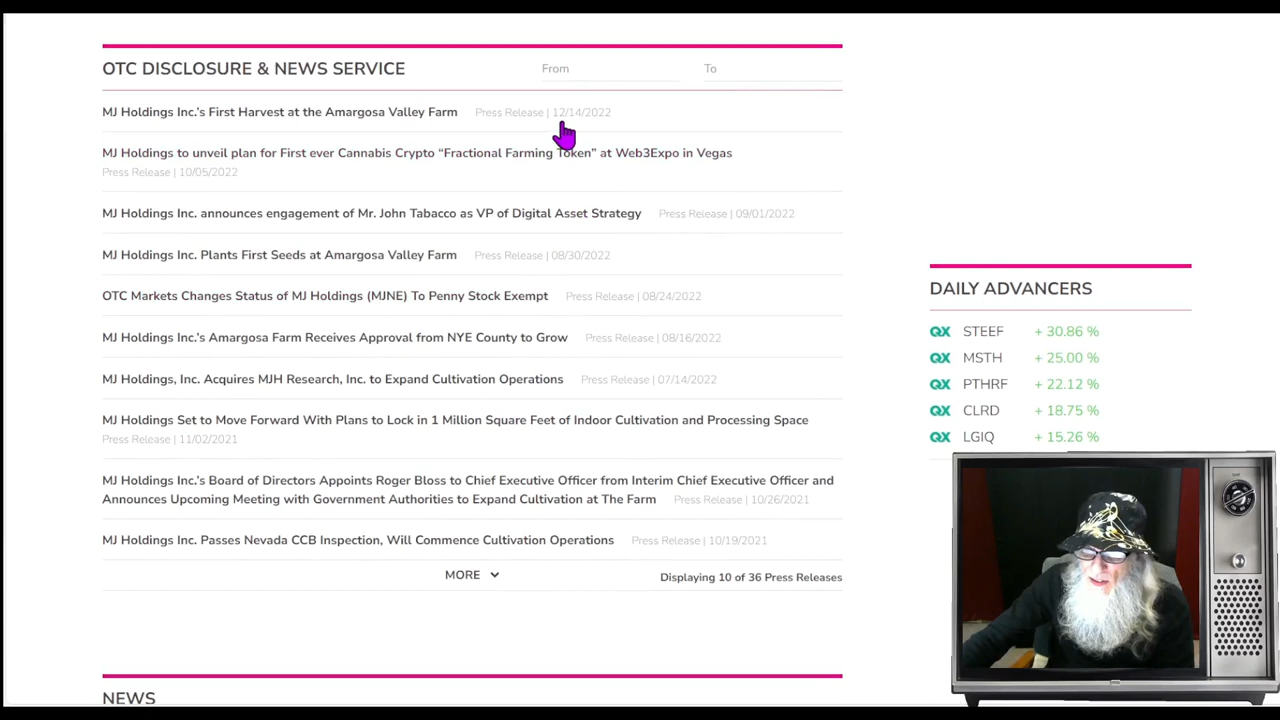 OTC DISCLOSURE & NEWS SERVICE From To
MJ Holdings Inc.'s First Harvest at the Amargosa Valley Farm Press Release | 12/14/2022
MJ Holdings to unveil plan for First ever Cannabis Crypto “Fractional Farming Token” at Web3Expo in Vegas
Press Release | 10/05/2022
MJ Holdings Inc. announces engagement of Mr. John Tabacco as VP of Digital Asset Strategy Press Release | 09/01/2022
MJ Holdings Inc. Plants First Seeds at Amargosa Valley Farm Press Release | 08/30/2022
OTC Markets Changes Status of MJ Holdings (MJNE) To Penny Stock Exempt Press Release | 08/24/2022
MJ Holdings Inc.'s Amargosa Farm Receives Approval from NYE County to Grow Press Release | 08/16/2022
MJ Holdings, Inc. Acquires MJH Research, Inc. to Expand Cultivation Operations Press Release | 07/14/2022
MJ Holdings Set to Move Forward With Plans to Lock in 1 Million Square Feet of Indoor Cultivation and Processing Space
Press Release | 11/02/2021
MJ Holdings Inc.'s Board of Directors Appoints Roger Bloss to Chief Executive Officer from Interim Chief Executive Officer and
Announces Upcoming Meeting with Government Authorities to Expand Cultivation at The Farm Press Release | 10/26/2021
MJ Holdings Inc. Passes Nevada CCB Inspection, Will Commence Cultivation Operations Press Release | 10/19/2021
MORE Displaying 10 of 36 Press Releases
NEWS
DAILY ADVANCERS
QX STEEF + 30.86 %
QX MSTH + 25.00 %
QX PTHRF + 22.12 %
QX CLRD + 18.75 %
QX LGIQ + 15.26 %